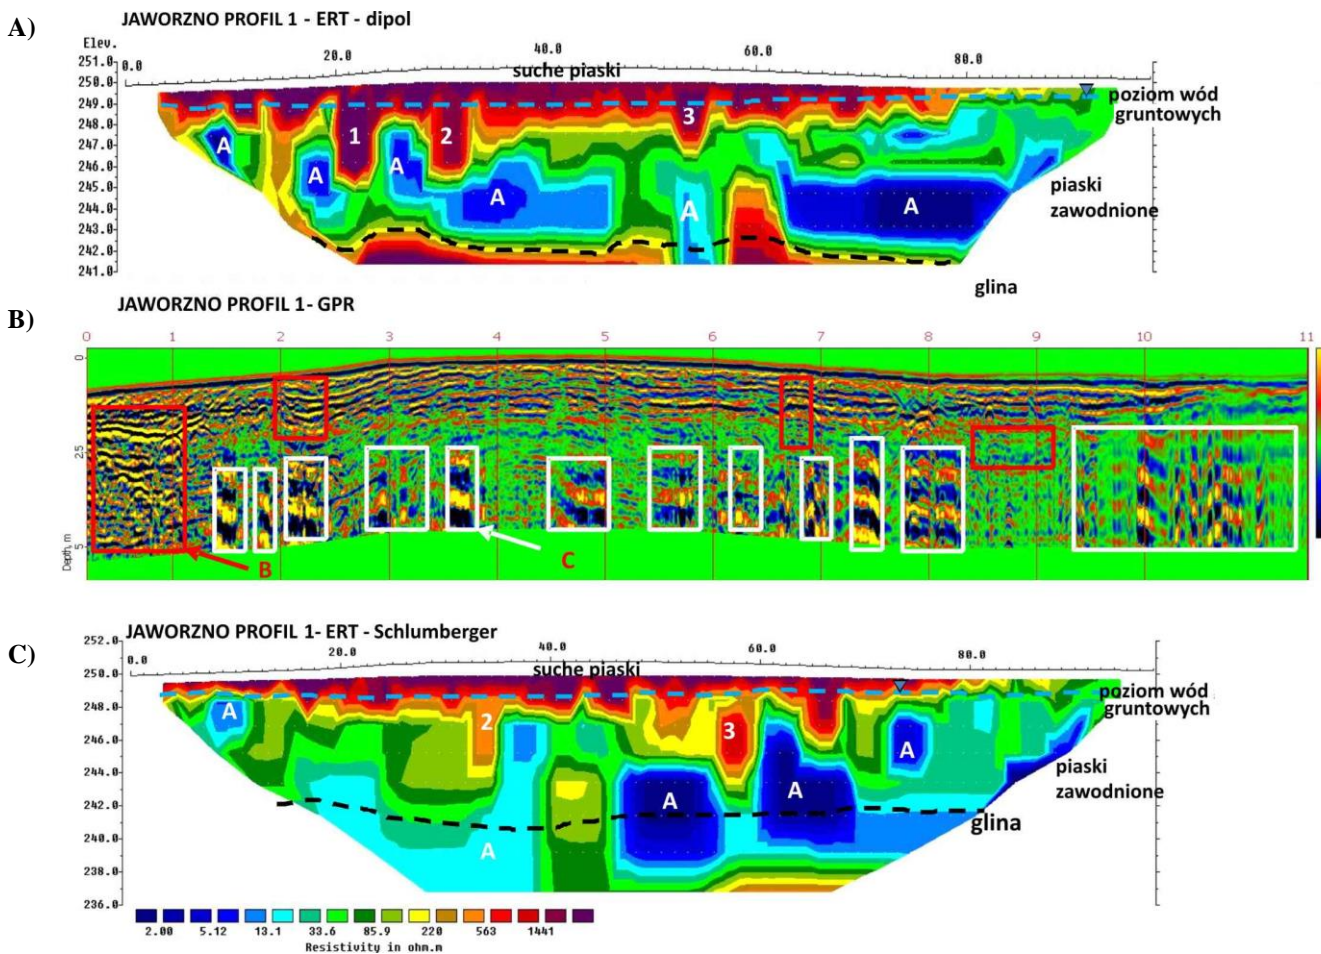 A)
JAWORZNO PROFIL 1 - ERT - dipol
Elev.
0.0 20.0 40.0 60.0 80.0
suche piaski
251.0
250.0
249.0
248.0
247.0
246.0
245.0
244.0
243.0
242.0
241.0
1 2 3
A A A A A A
poziom wód
gruntowych
piaski
zawodnione
glina
B)
JAWORZNO PROFIL 1- GPR
0 1 2 3 4 5 6 7 8 9 10 11
0
2.5
5
Depth, m
B C
C)
JAWORZNO PROFIL 1- ERT - Schlumberger
0.0 20.0 40.0 60.0 80.0
suche piaski
252.0
250.0
248.0
246.0
244.0
242.0
240.0
238.0
236.0
A 2 3 A
A A
A
poziom wód
gruntowych
piaski
zawodnione
glina
2.00 5.12 13.1 33.6 85.9 220 563 1441
Resistivity in ohm.m